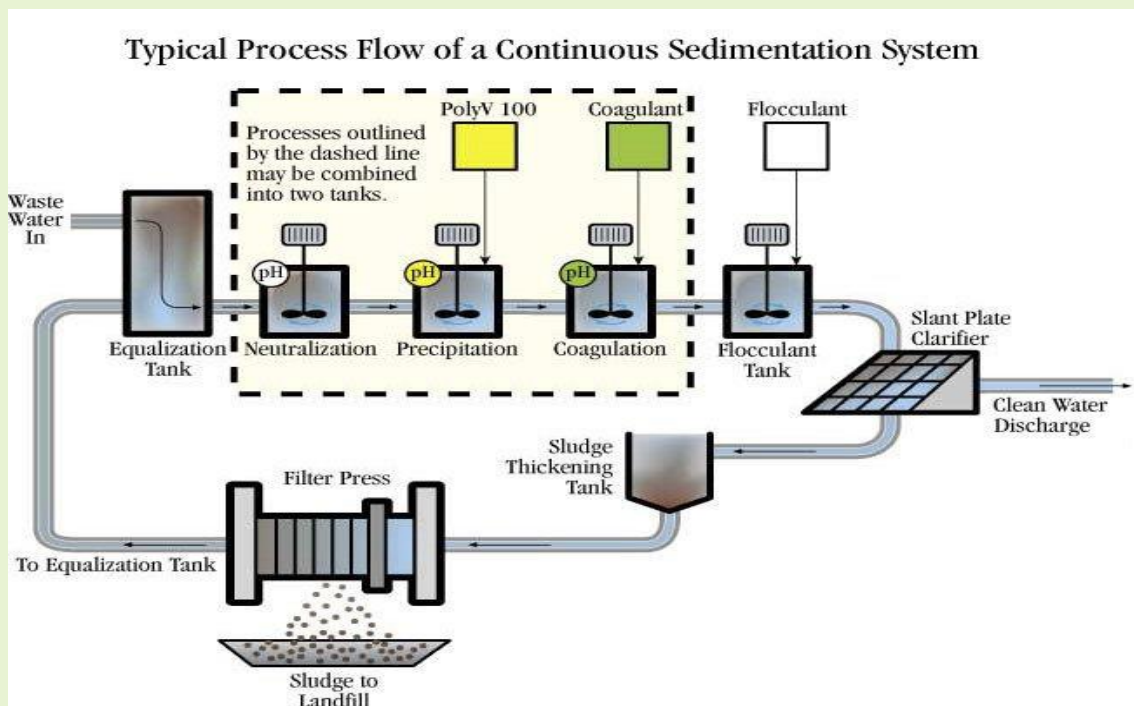 Typical Process Flow of a Continuous Sedimentation System
PolyV 100
Coagulant
Flocculant
Processes outlined
by the dashed line
may be combined
into two tanks.
Waste
Water
In
pH
pH
pH
Equalization
Tank
Neutralization
Precipitation
Coagulation
Flocculant
Tank
Slant Plate
Clarifier
Clean Water
Discharge
Sludge
Thickening
Tank
Filter Press
To Equalization Tank
Sludge to
Landfill